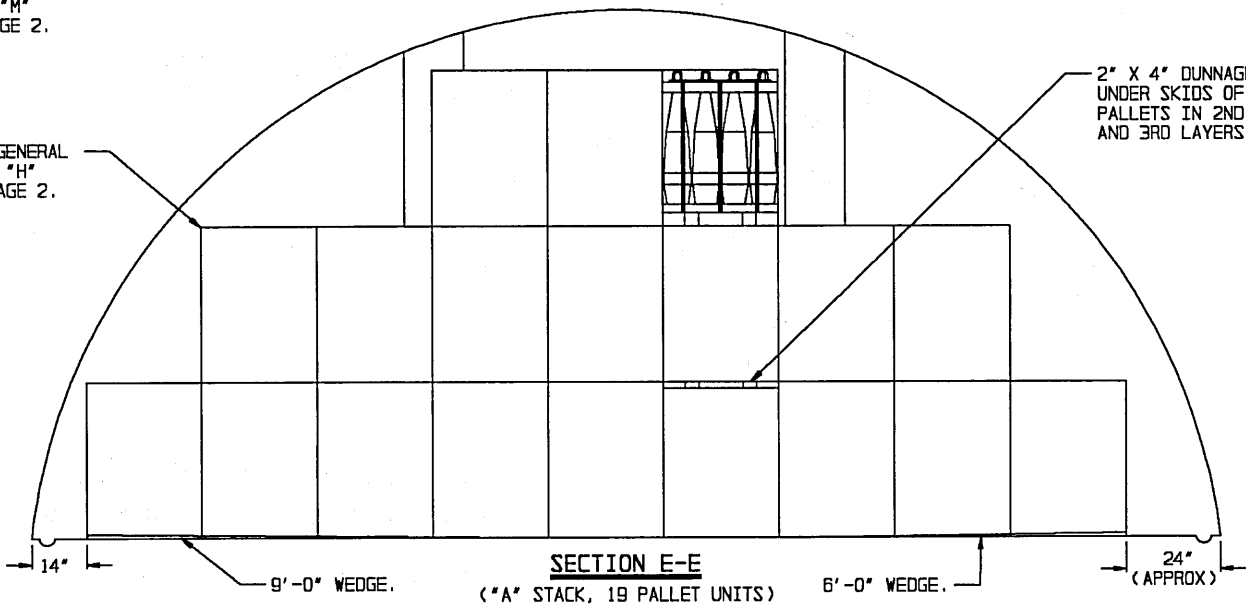 "M"
GE 2.
GENERAL
"H"
AGE 2.
2" X 4" DUNNAGE
UNDER SKIDS OF
PALLETS IN 2ND
AND 3RD LAYERS
14"
9'-0" WEDGE.
SECTION E-E
("A" STACK, 19 PALLET UNITS)
6'-0" WEDGE.
24"
(APPROX)